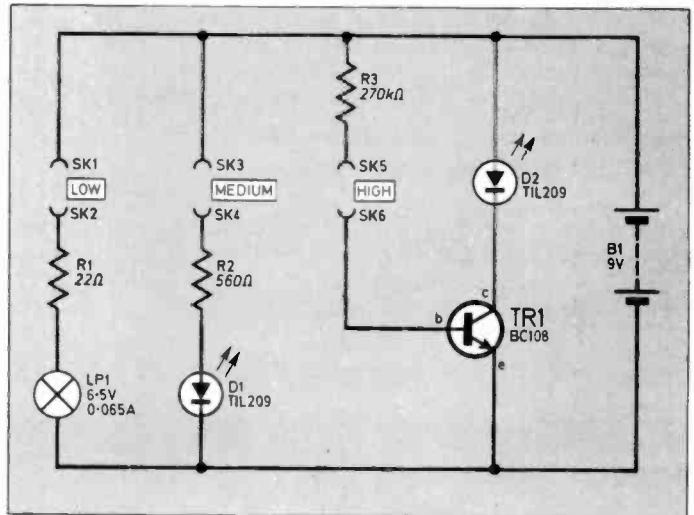 R3
270kΩ
SK1
SK3
SK5
LOW
MEDIUM
HIGH
SK2
SK4
SK6
D2
TIL209
B1
9V
R1
22Ω
R2
560Ω
c
b
TR1
BC108
e
LP1
6·5V
0·065A
D1
TIL209